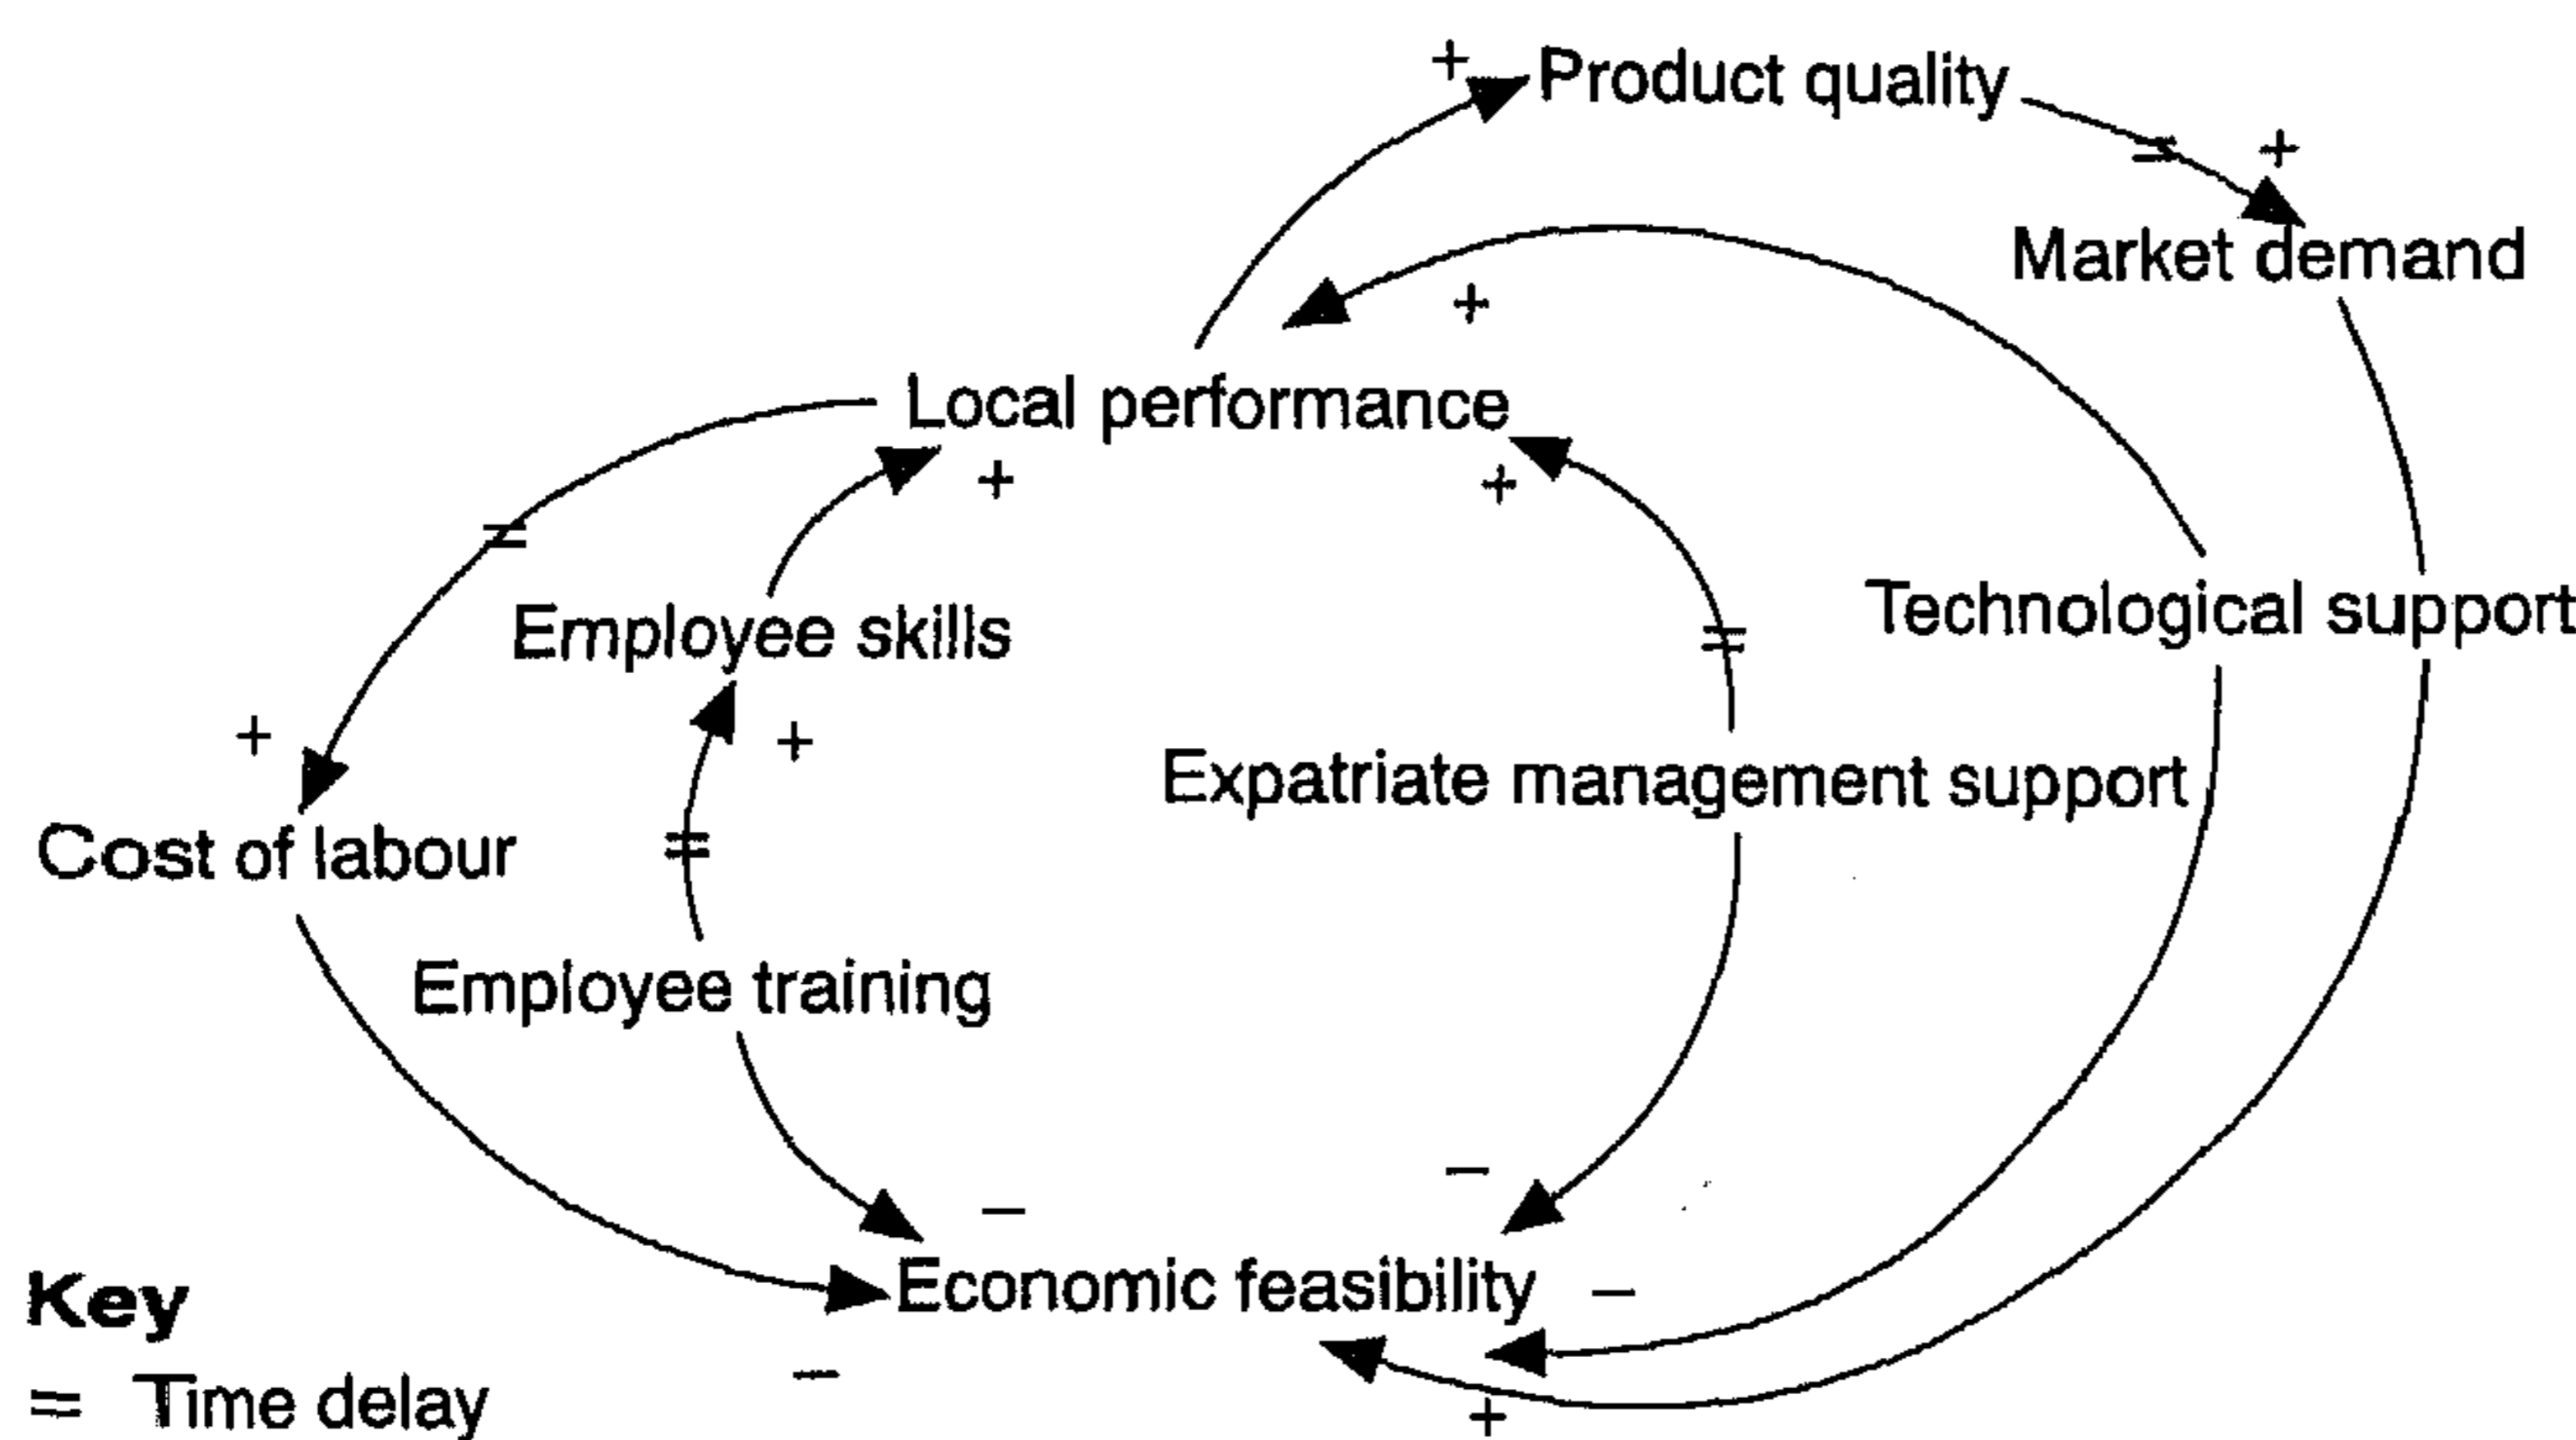 + Product quality
= +
Market demand
+
Local performance
+ +
=
Employee skills
=
Technological support
+ +
Expatriate management support
=
Cost of labour
Employee training
−
−
Economic feasibility −
Key
−
= Time delay
+